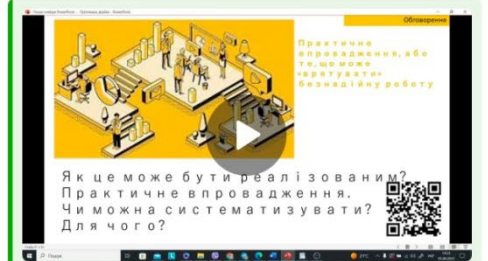 Обговорення
Практичне
впровадження, або
те, що може
«врятувати»
безнадійну роботу
Як це може бути реалізованим?
Практичне впровадження.
Чи можна систематизувати?
Для чого?
Пошук